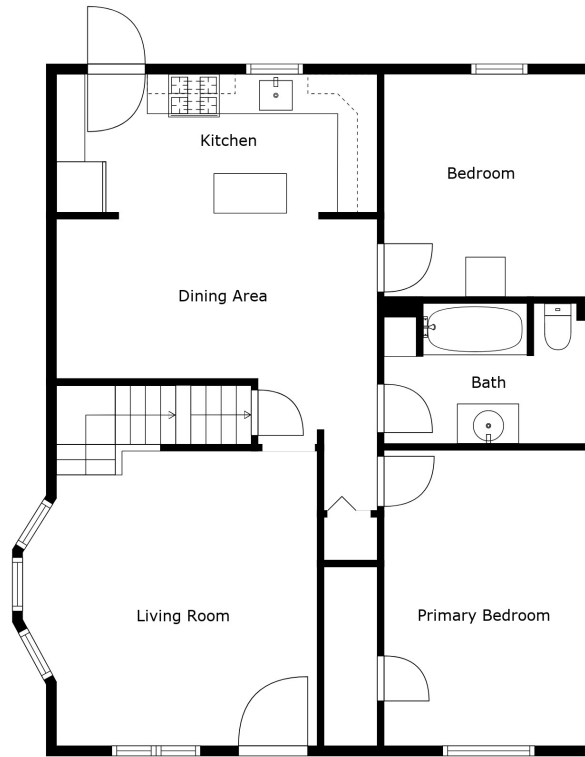 Kitchen
Bedroom
Dining Area
Bath
Living Room
Primary Bedroom